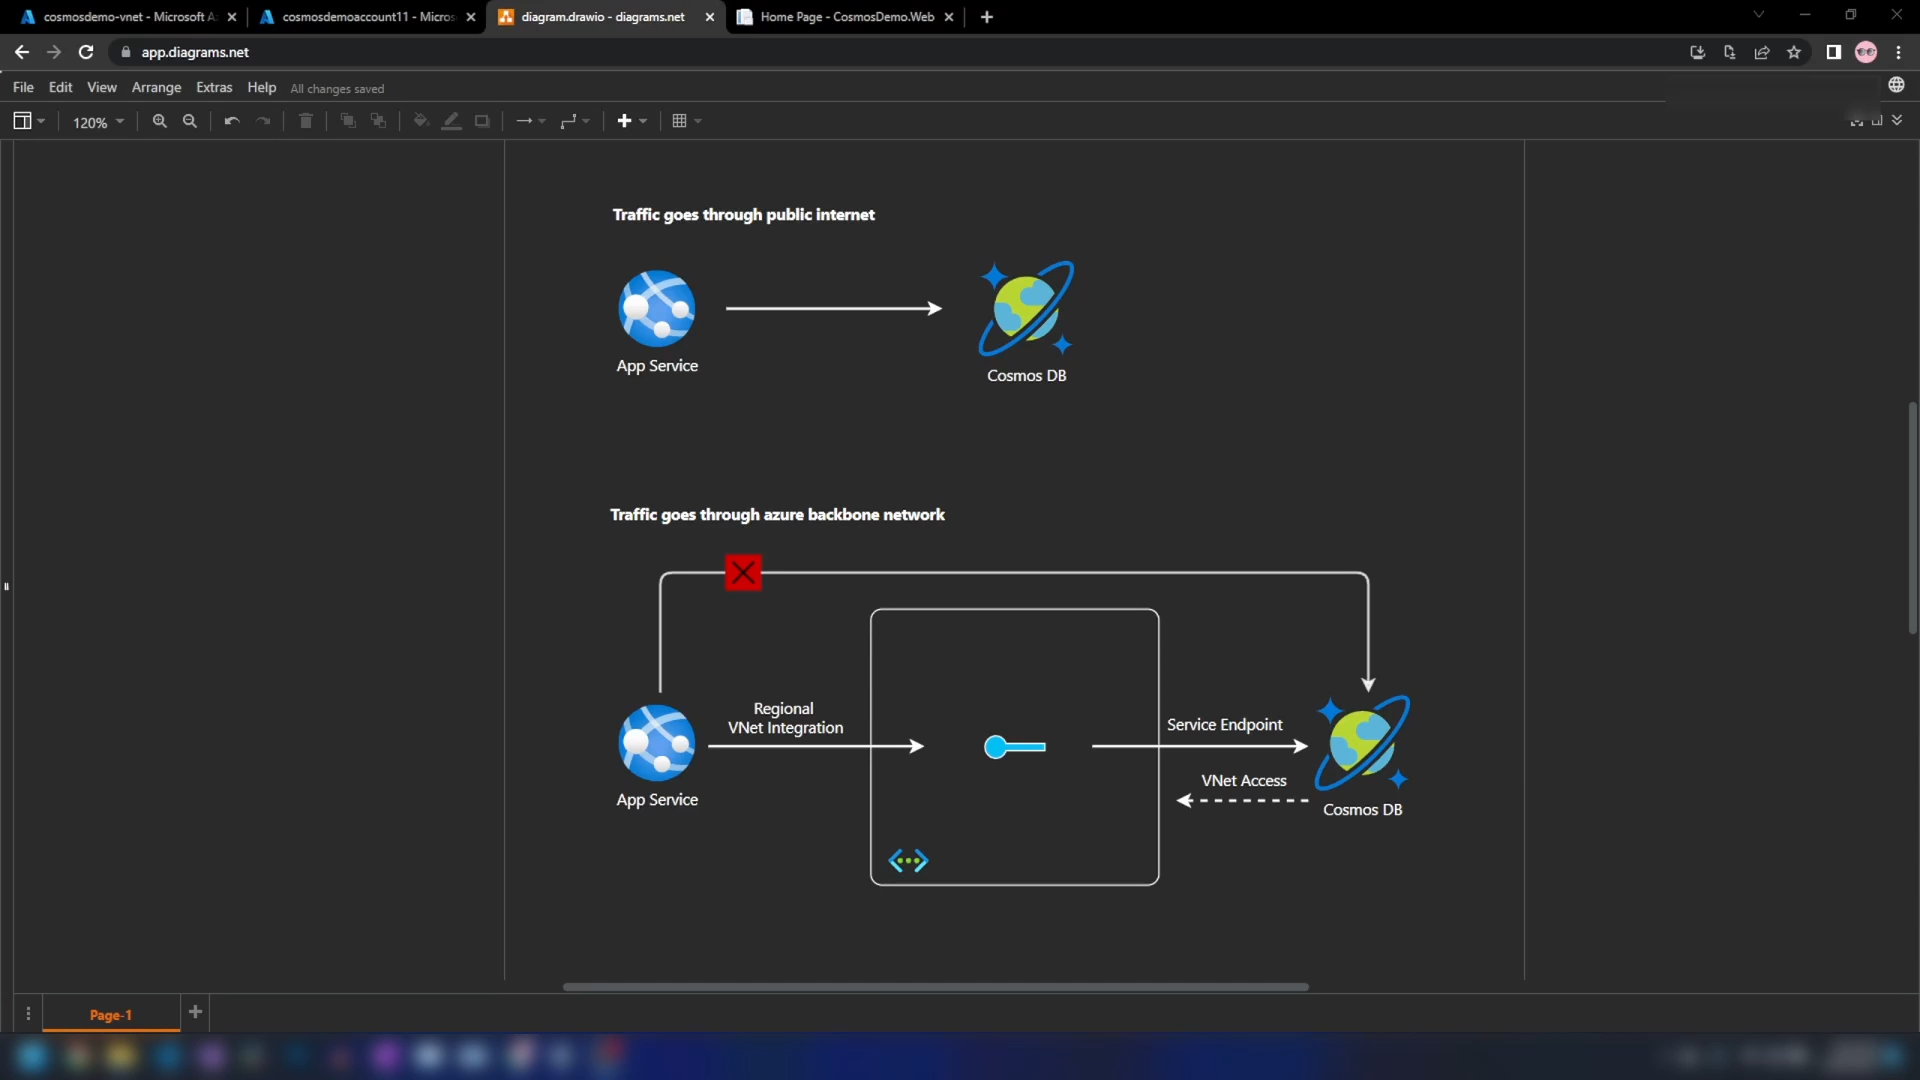 cosmosdemo-vnet - Microsoft A
cosmosdemoaccount11 - Micros
diagram.drawio - diagrams.net
Home Page - CosmosDemo.Web
app.diagrams.net
File Edit View Arrange Extras Help All changes saved
120%
Traffic goes through public internet
App Service
Cosmos DB
Traffic goes through azure backbone network
Regional
VNet Integration
Service Endpoint
VNet Access
App Service
Cosmos DB
Page-1